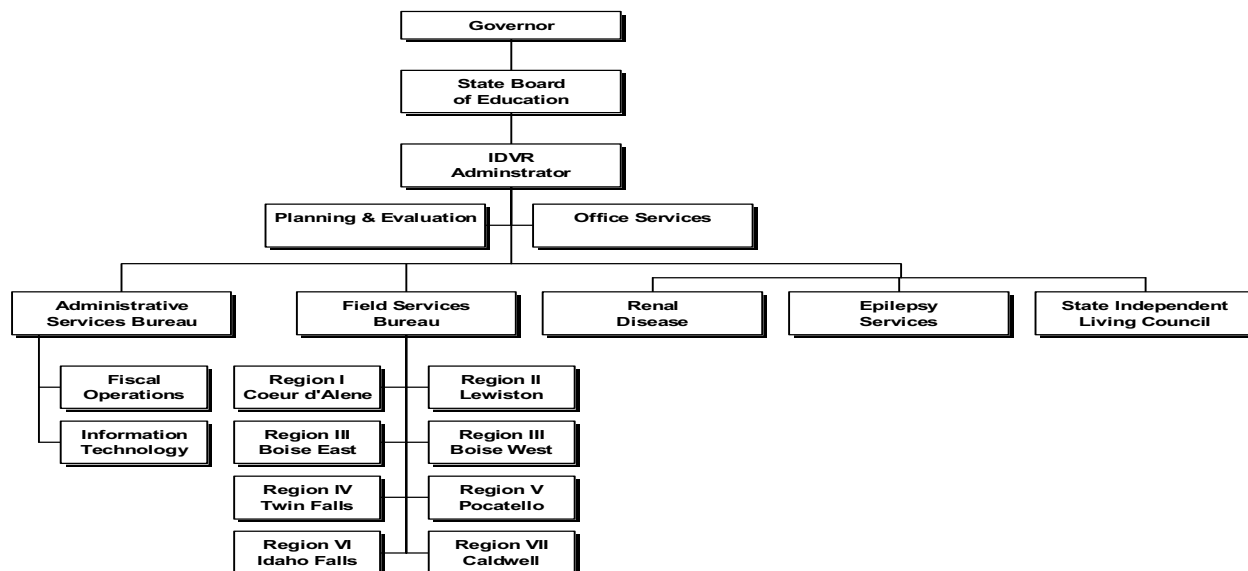 Governor
State Board
of Education
IDVR
Adminstrator
Planning & Evaluation
Office Services
Administrative
Services Bureau
Field Services
Bureau
Renal
Disease
Epilepsy
Services
State Independent
Living Council
Fiscal
Operations
Region I
Coeur d'Alene
Region II
Lewiston
Information
Technology
Region III
Boise East
Region III
Boise West
Region IV
Twin Falls
Region V
Pocatello
Region VI
Idaho Falls
Region VII
Caldwell